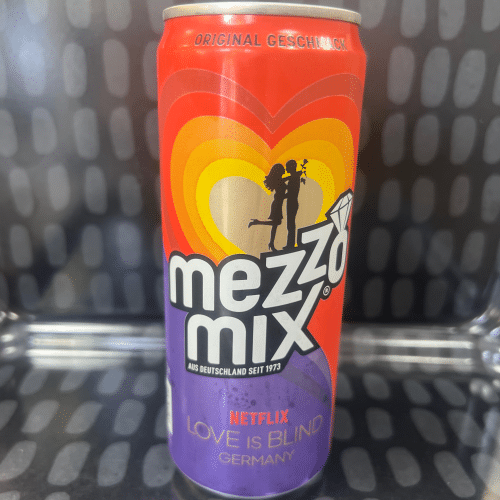 ORIGINAL GESCHMACK
mezzo
mix®
AUS DEUTSCHLAND SEIT 1973
NETFLIX
LOVE IS BLIND
GERMANY